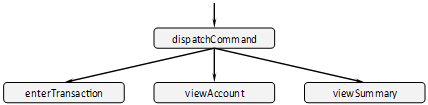 dispatchCommand
enterTransaction
viewAccount
viewSummary